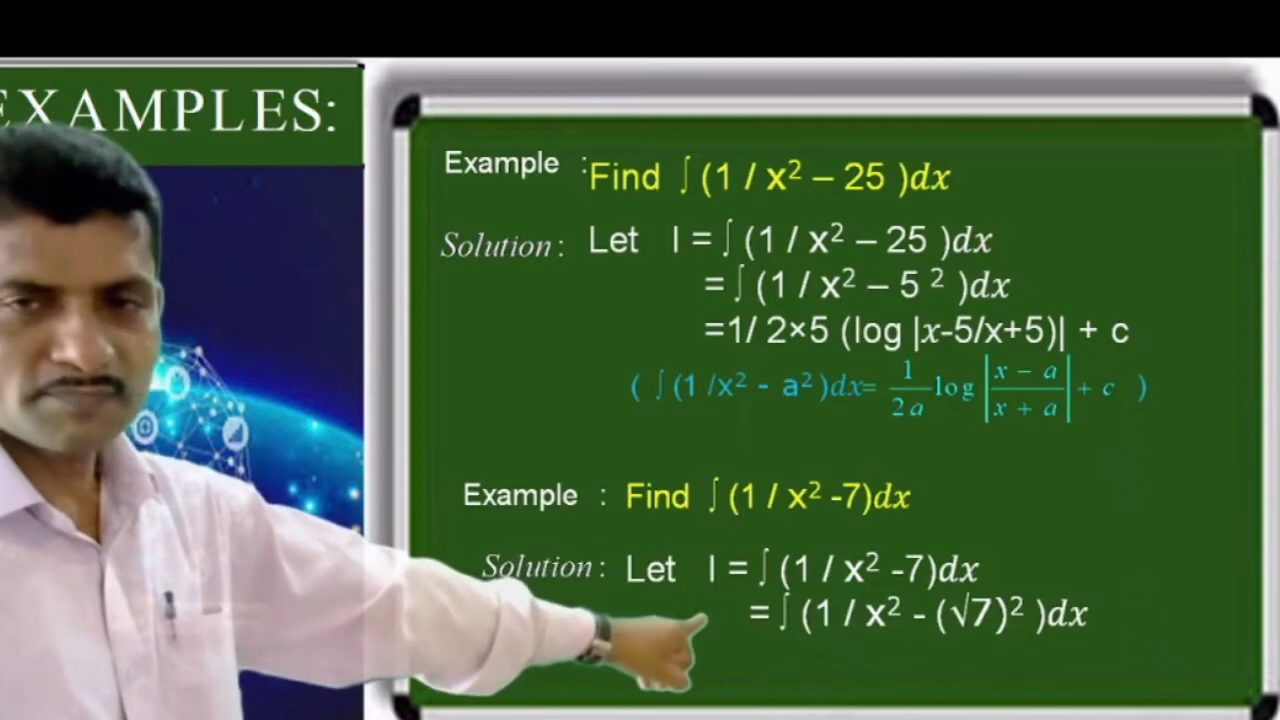 EXAMPLES:
Example : Find ∫ (1 / x² – 25 )dx
Solution : Let I = ∫ (1 / x² – 25 )dx
= ∫ (1 / x² – 5 ² )dx
=1/ 2×5 (log |x-5/x+5)| + c
( ∫ (1 /x² - a² )dx= 1/2a log |x − a/x + a| + c )
Example : Find ∫ (1 / x² -7)dx
Solution : Let I = ∫ (1 / x² -7)dx
= ∫ (1 / x² - (√7)² )dx